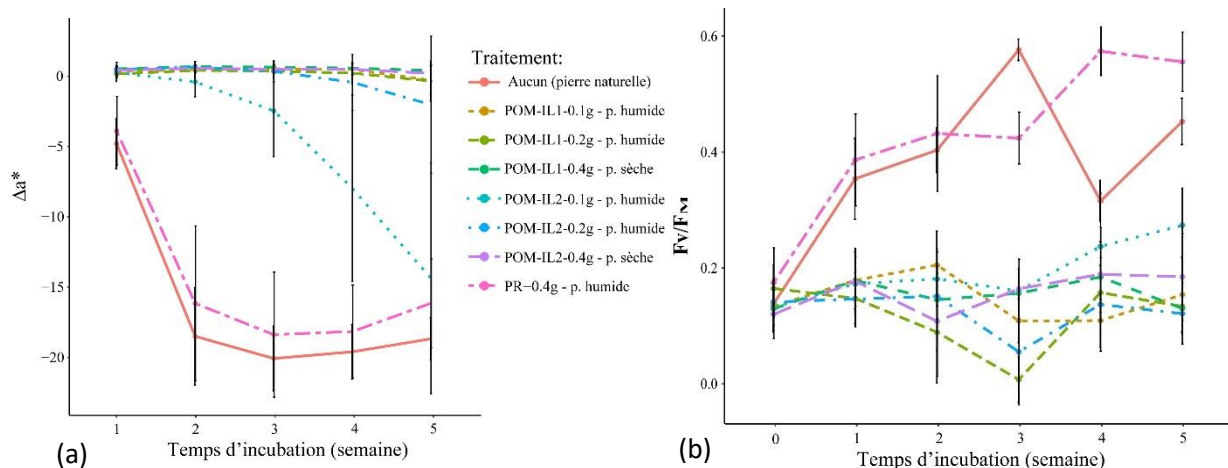 0
−5
−10
−15
−20
Δa*
1 2 3 4 5
Temps d’incubation (semaine)
(a)
Traitement:
Aucun (pierre naturelle)
POM-IL1-0.1g - p. humide
POM-IL1-0.2g - p. humide
POM-IL1-0.4g - p. sèche
POM-IL2-0.1g - p. humide
POM-IL2-0.2g - p. humide
POM-IL2-0.4g - p. sèche
PR−0.4g - p. humide
0.6
0.4
0.2
0.0
Fv/FM
0 1 2 3 4 5
Temps d’incubation (semaine)
(b)